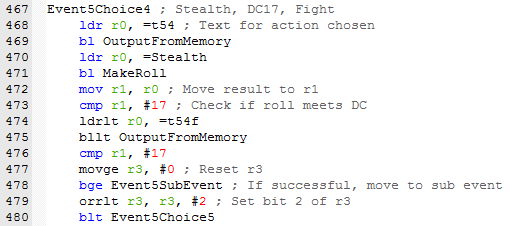 467 Event5Choice4 ; Stealth, DC17, Fight
468 ldr r0, =t54 ; Text for action chosen
469 bl OutputFromMemory
470 ldr r0, =Stealth
471 bl MakeRoll
472 mov r1, r0 ; Move result to r1
473 cmp r1, #17 ; Check if roll meets DC
474 ldrlt r0, =t54f
475 bllt OutputFromMemory
476 cmp r1, #17
477 movge r3, #0 ; Reset r3
478 bge Event5SubEvent ; If successful, move to sub event
479 orrlt r3, r3, #2 ; Set bit 2 of r3
480 blt Event5Choice5